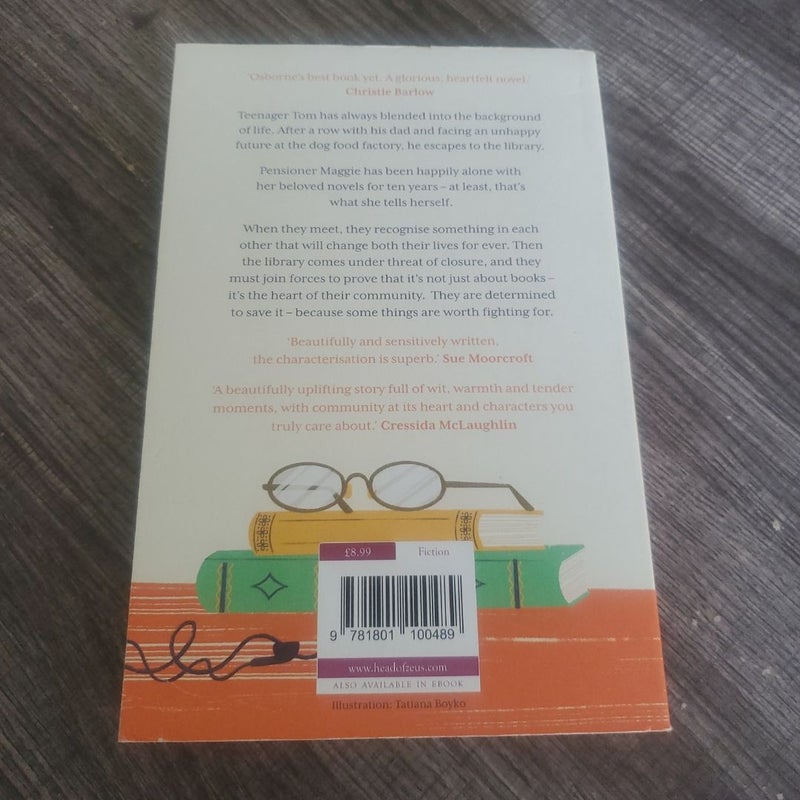 'Osborne's best book yet. A glorious, heartfelt novel.'
Christie Barlow
Teenager Tom has always blended into the background
of life. After a row with his dad and facing an unhappy
future at the dog food factory, he escapes to the library.
Pensioner Maggie has been happily alone with
her beloved novels for ten years – at least, that's
what she tells herself.
When they meet, they recognise something in each
other that will change both their lives for ever. Then
the library comes under threat of closure, and they
must join forces to prove that it's not just about books –
it's the heart of their community. They are determined
to save it – because some things are worth fighting for.
'Beautifully and sensitively written,
the characterisation is superb.' Sue Moorcroft
'A beautifully uplifting story full of wit, warmth and tender
moments, with community at its heart and characters you
truly care about.' Cressida McLaughlin
£8.99 Fiction
9 781801 100489
www.headofzeus.com
ALSO AVAILABLE IN EBOOK
Illustration: Tatiana Boyko